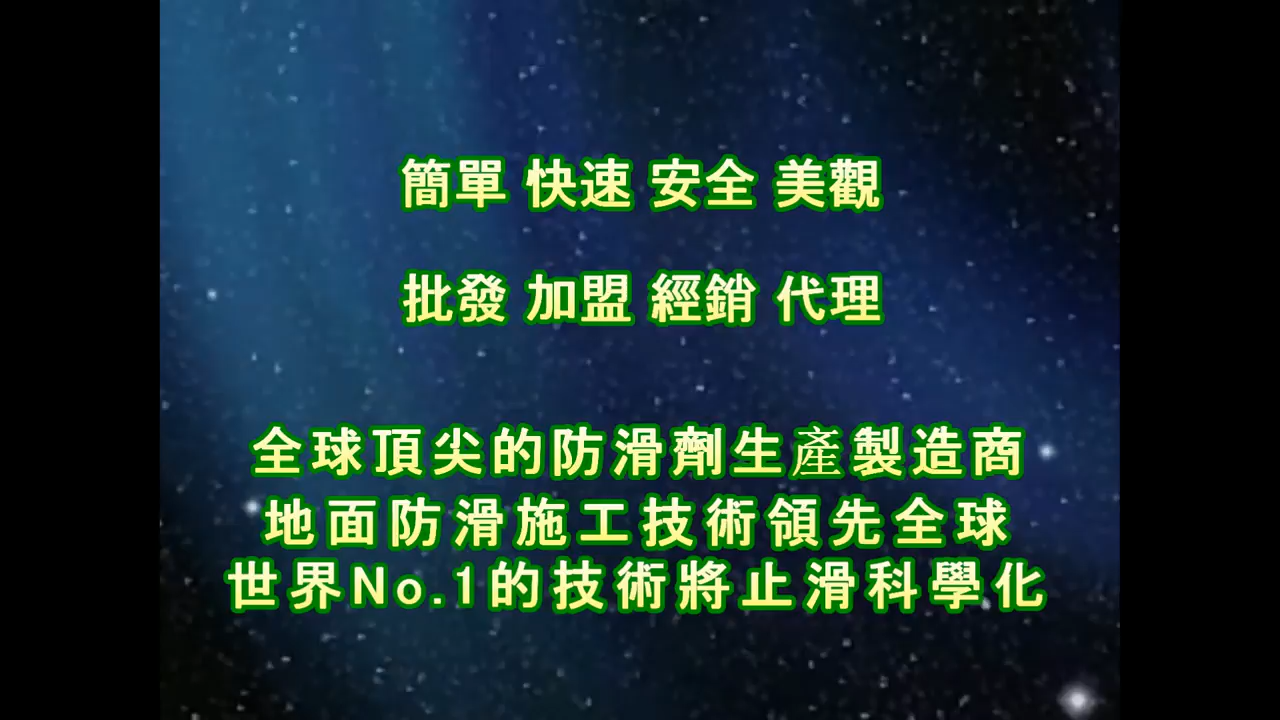 簡單 快速 安全 美觀
批發 加盟 經銷 代理
全球頂尖的防滑劑生產製造商
地面防滑施工技術領先全球
世界No.1的技術將止滑科學化